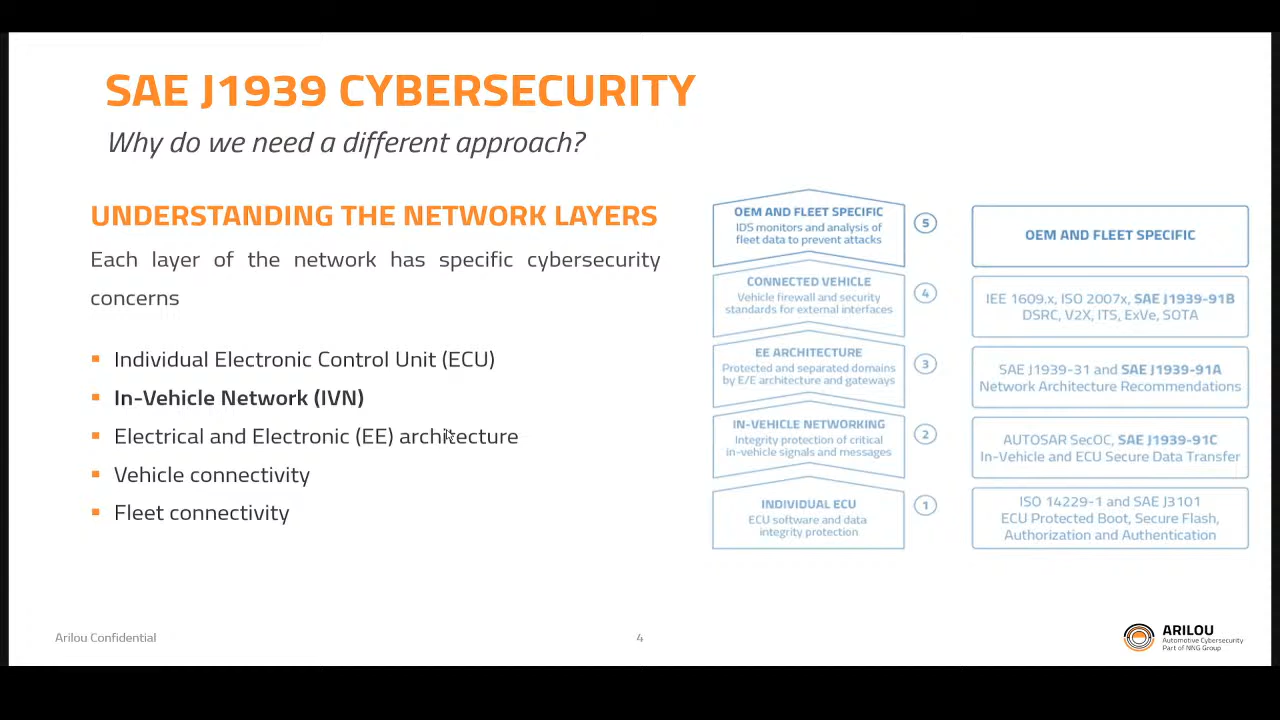 SAE J1939 CYBERSECURITY
Why do we need a different approach?
UNDERSTANDING THE NETWORK LAYERS
Each layer of the network has specific cybersecurity
concerns
Individual Electronic Control Unit (ECU)
In-Vehicle Network (IVN)
Electrical and Electronic (EE) architecture
Vehicle connectivity
Fleet connectivity
OEM AND FLEET SPECIFIC
IDS monitors and analysis of
fleet data to prevent attacks
5
OEM AND FLEET SPECIFIC
CONNECTED VEHICLE
Vehicle firewall and security
standards for external interfaces
4
IEE 1609.x, ISO 2007x, SAE J1939-91B
DSRC, V2X, ITS, ExVe, SOTA
EE ARCHITECTURE
Protected and separated domains
by E/E architecture and gateways
3
SAE J1939-31 and SAE J1939-91A
Network Architecture Recommendations
IN-VEHICLE NETWORKING
Integrity protection of critical
in-vehicle signals and messages
2
AUTOSAR SecOC, SAE J1939-91C
In-Vehicle and ECU Secure Data Transfer
INDIVIDUAL ECU
ECU software and data
integrity protection
1
ISO 14229-1 and SAE J3101
ECU Protected Boot, Secure Flash,
Authorization and Authentication
Arilou Confidential
4
ARILOU
Automotive Cybersecurity
Part of NNG Group